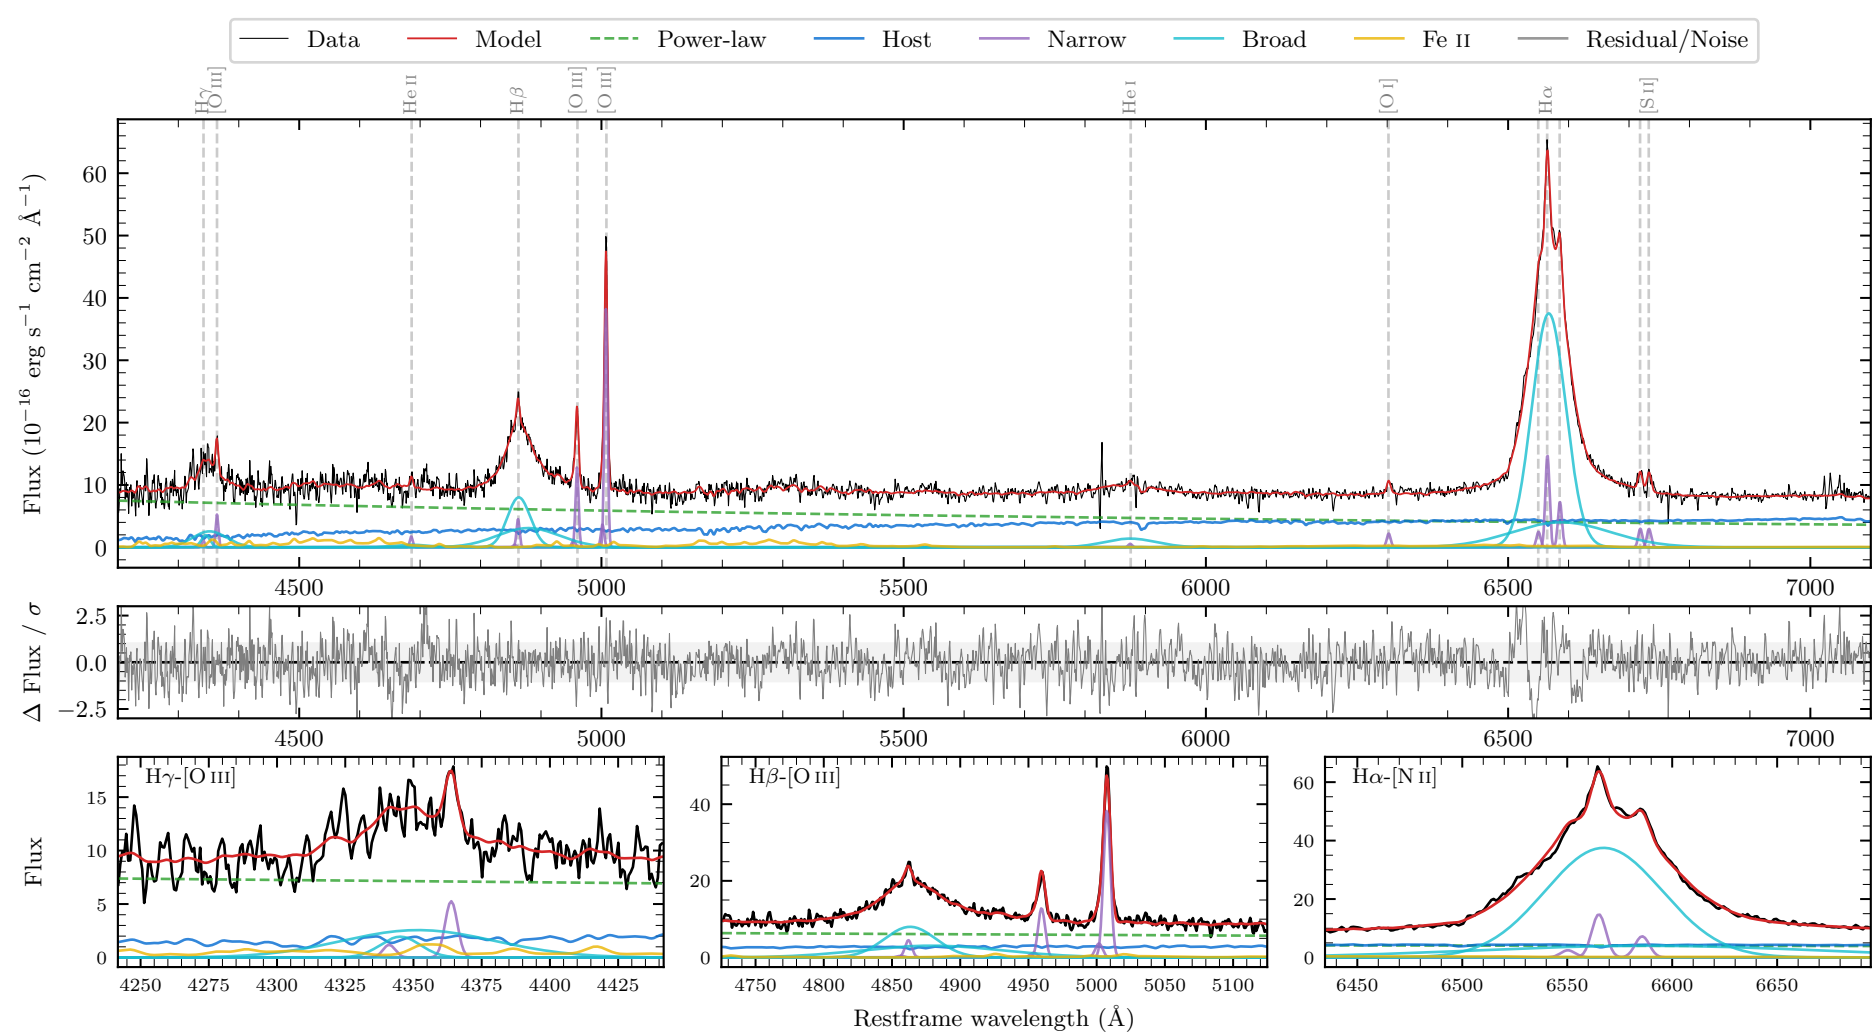 Data Model Power-law Host Narrow Broad Fe II Residual/Noise
Hγ [O III] He II Hβ [O III] [O III] He I [O I] Hα [S II]
Flux (10⁻¹⁶ erg s⁻¹ cm⁻² Å⁻¹)
60
50
40
30
20
10
0
4500 5000 5500 6000 6500 7000
Δ Flux / σ
2.5
0.0
−2.5
4500 5000 5500 6000 6500 7000
Flux
Hγ-[O III]
15
10
5
0
4250 4275 4300 4325 4350 4375 4400 4425
Hβ-[O III]
40
20
0
4750 4800 4850 4900 4950 5000 5050 5100
Hα-[N II]
60
40
20
0
6450 6500 6550 6600 6650
Restframe wavelength (Å)